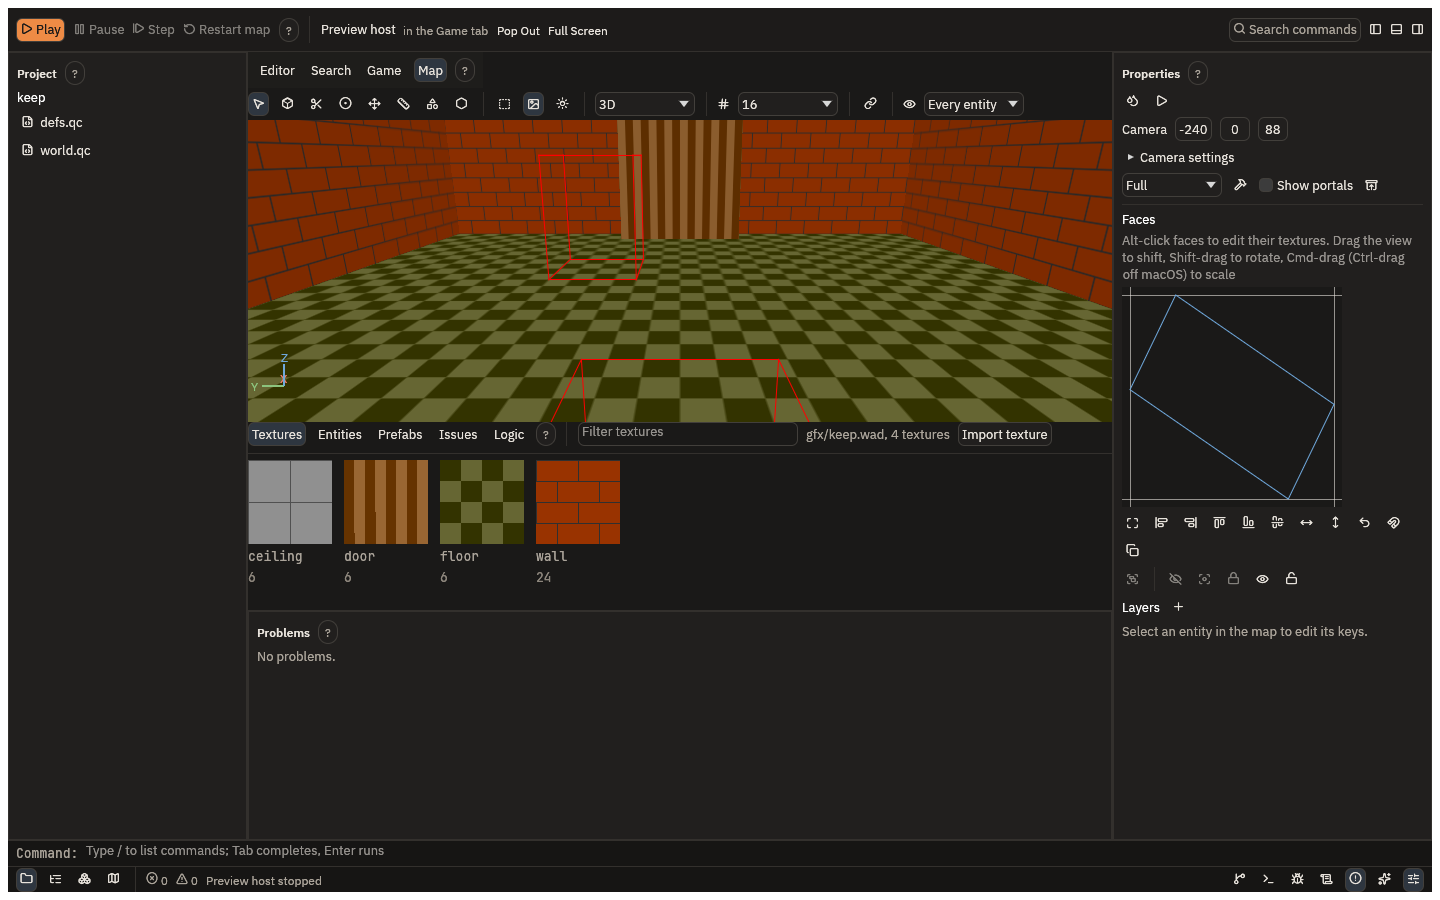 Play Pause Step Restart map ? Preview host in the Game tab Pop Out Full Screen Search commands
Project ?
keep
defs.qc
world.qc
Editor Search Game Map ?
3D 16 Every entity
Z
Y X
Textures Entities Prefabs Issues Logic ? Filter textures gfx/keep.wad, 4 textures Import texture
ceiling door floor wall
6 6 6 24
Problems ?
No problems.
Properties ?
Camera -240 0 88
Camera settings
Full Show portals
Faces
Alt-click faces to edit their textures. Drag the view
to shift, Shift-drag to rotate, Cmd-drag (Ctrl-drag
off macOS) to scale
Layers +
Select an entity in the map to edit its keys.
Command: Type / to list commands; Tab completes, Enter runs
0 0 Preview host stopped